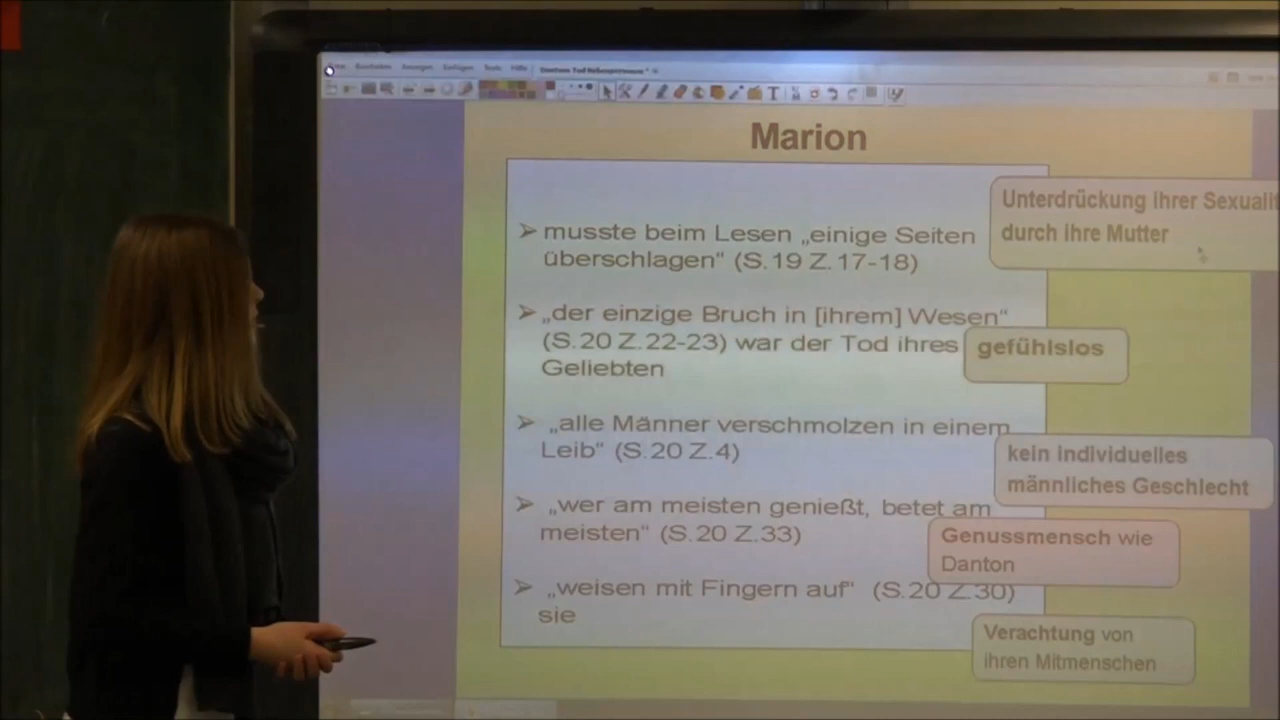 Marion
➢ musste beim Lesen „einige Seiten
überschlagen“ (S.19 Z.17-18)
Unterdrückung ihrer
durch ihre Mutter
➢ „der einzige Bruch in [ihrem] Wesen“
(S.20 Z.22-23) war der Tod ihres
Geliebten
gefühlslos
➢ „alle Männer verschmolzen in einem
Leib“ (S.20 Z.4)
kein individuelles
männliches Geschlecht
➢ „wer am meisten genießt, betet am
meisten“ (S.20 Z.33)
Genussmensch wie
Danton
➢ „weisen mit Fingern auf“ (S.20 Z.30)
sie
Verachtung von
ihren Mitmenschen